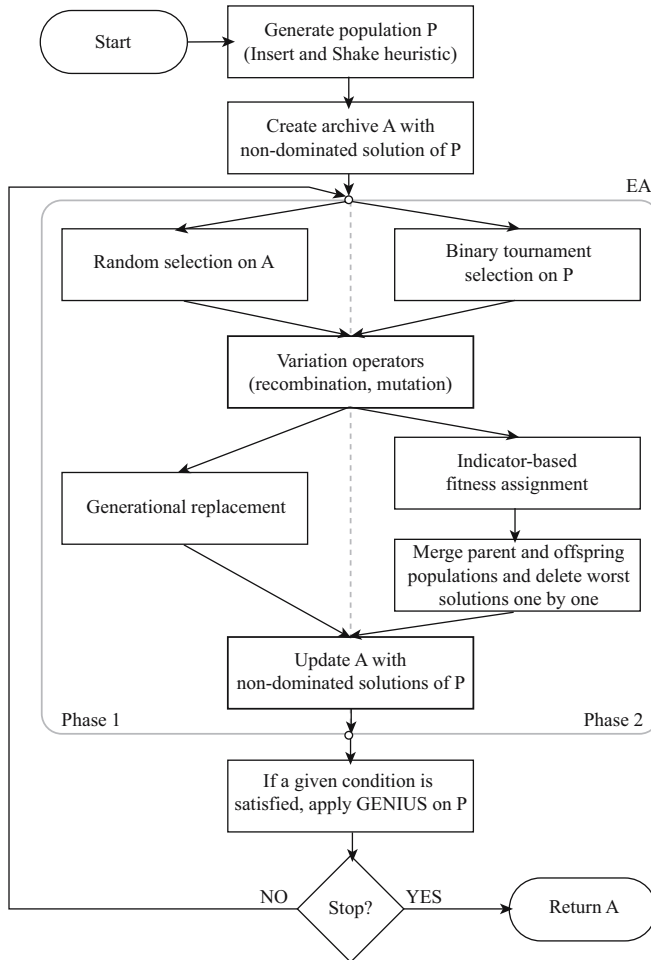 Start
Generate population P
(Insert and Shake heuristic)
Create archive A with
non-dominated solution of P
EA
Random selection on A
Binary tournament
selection on P
Variation operators
(recombination, mutation)
Generational replacement
Indicator-based
fitness assignment
Merge parent and offspring
populations and delete worst
solutions one by one
Update A with
non-dominated solutions of P
Phase 1
Phase 2
If a given condition is
satisfied, apply GENIUS on P
NO
Stop?
YES
Return A